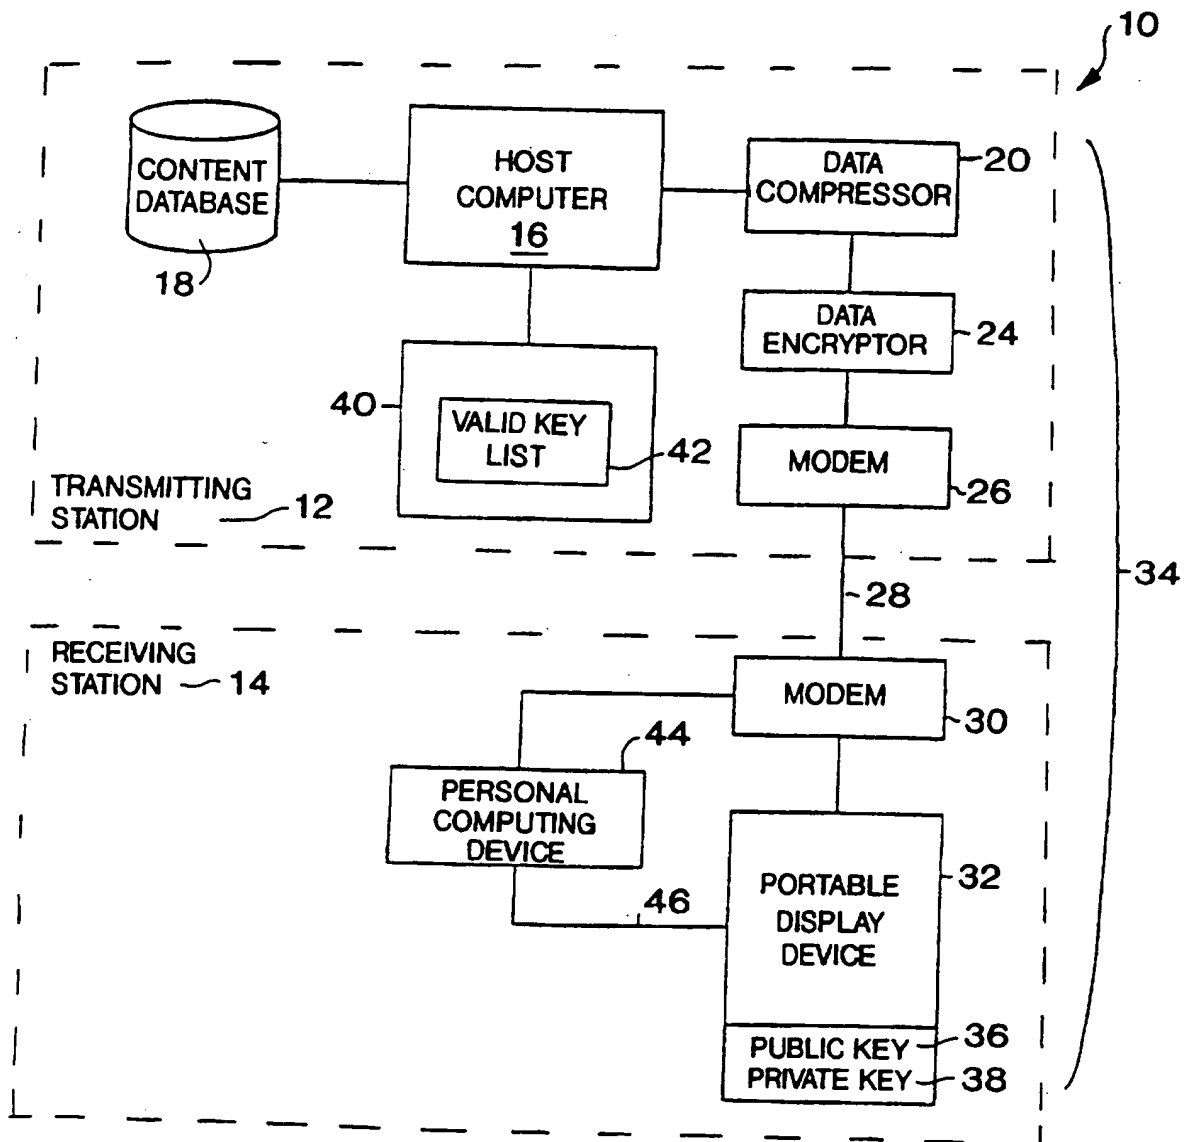 10
CONTENT
DATABASE
18
HOST
COMPUTER
16
DATA
COMPRESSOR
20
DATA
ENCRYPTOR
24
40
VALID KEY
LIST
42
MODEM
26
TRANSMITTING
STATION
12
28
34
RECEIVING
STATION
14
MODEM
30
44
PERSONAL
COMPUTING
DEVICE
46
PORTABLE
DISPLAY
DEVICE
32
PUBLIC KEY
36
PRIVATE KEY
38